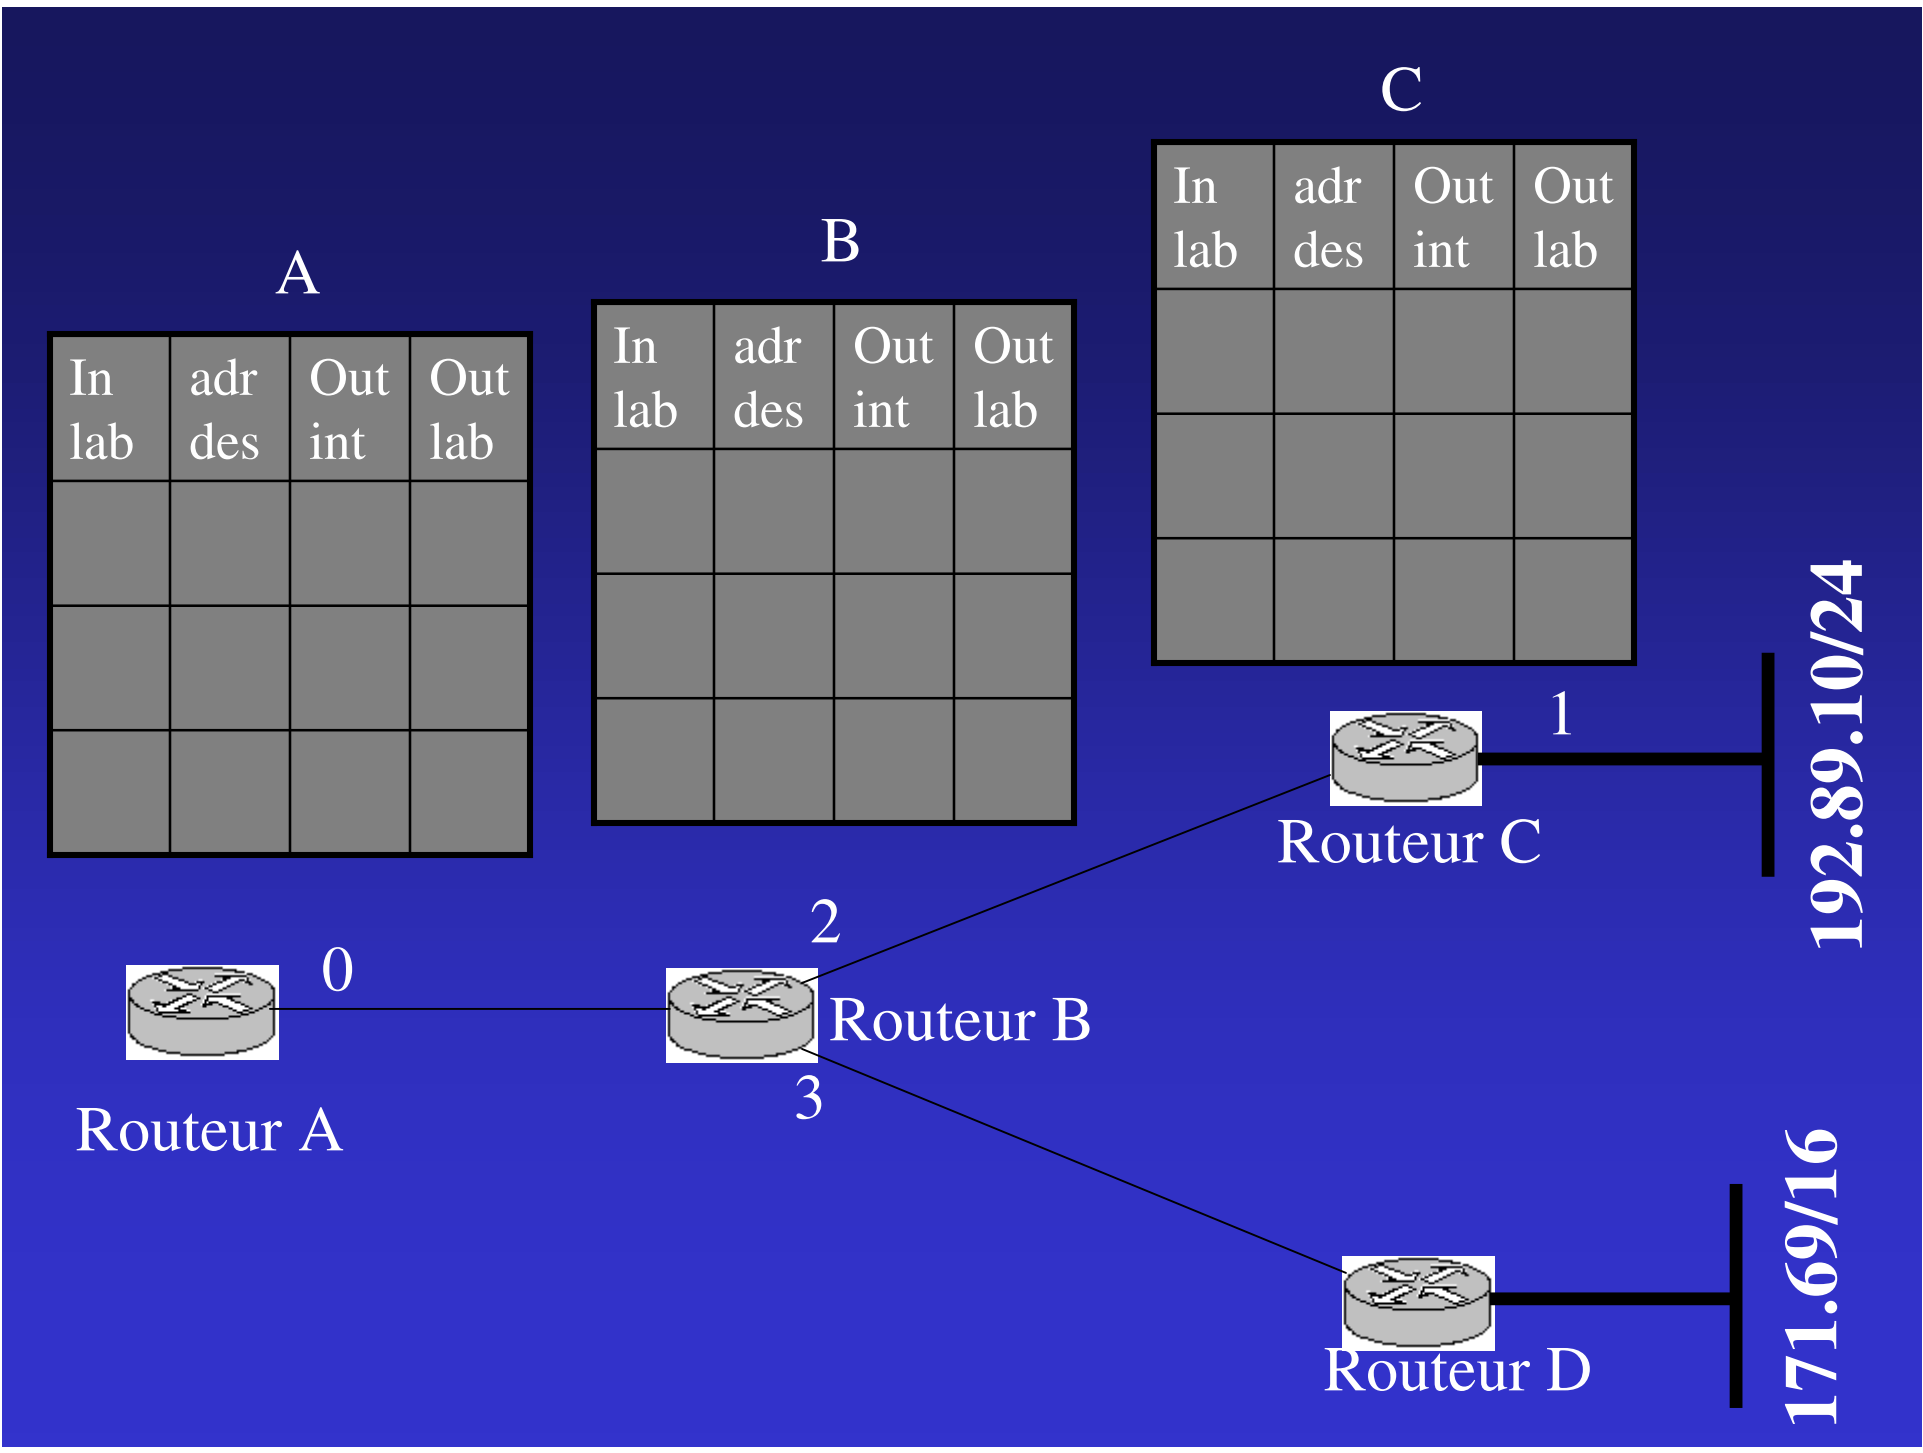 C
In adr Out Out
lab des int lab
B
In adr Out Out
lab des int lab
A
In adr Out Out
lab des int lab
1
192.89.10/24
Routeur C
2
0
Routeur B
3
Routeur A
171.69/16
Routeur D